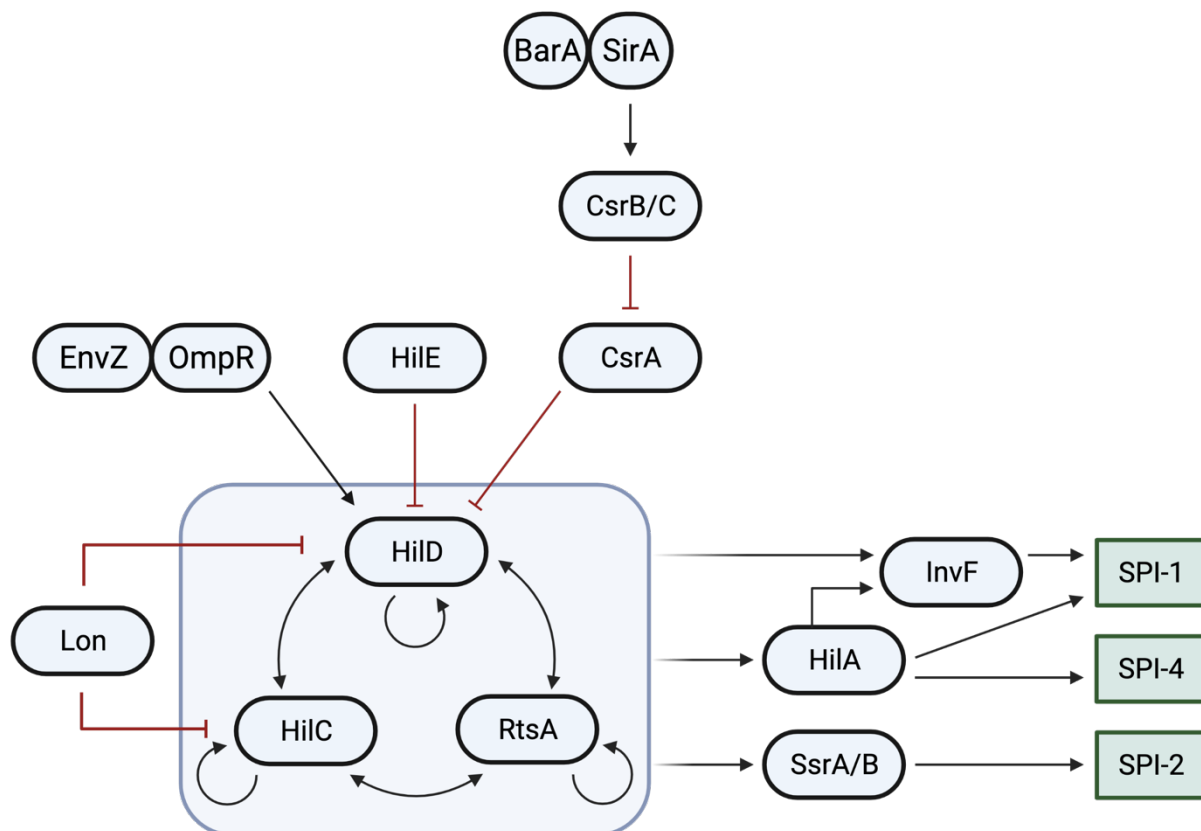 BarA SirA
CsrB/C
EnvZ OmpR HilE CsrA
HilD
InvF SPI-1
Lon
HilA SPI-4
HilC RtsA
SsrA/B SPI-2